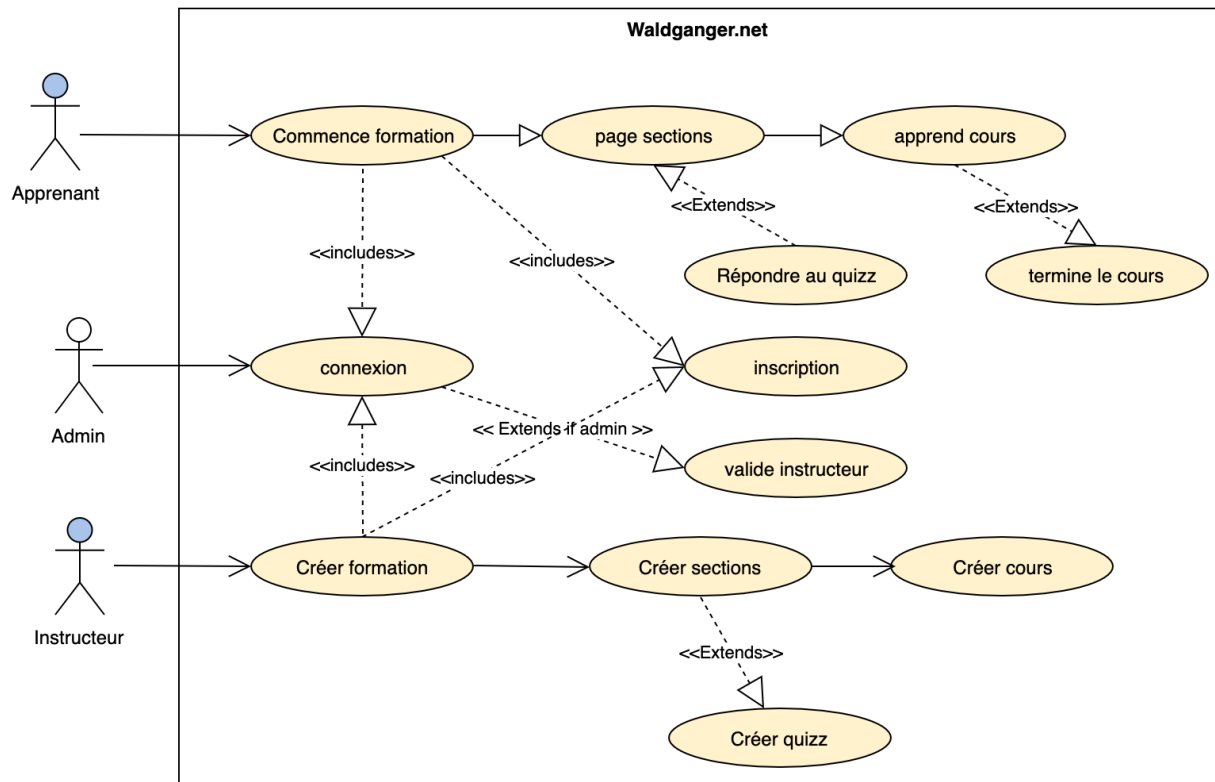 Waldganger.net
Commence formation
page sections
apprend cours
Apprenant
<<Extends>>
<<Extends>>
<<includes>>
<<includes>>
Répondre au quizz
termine le cours
connexion
inscription
Admin
<< Extends if admin >>
<<includes>>
<<includes>>
valide instructeur
Créer formation
Créer sections
Créer cours
Instructeur
<<Extends>>
Créer quizz